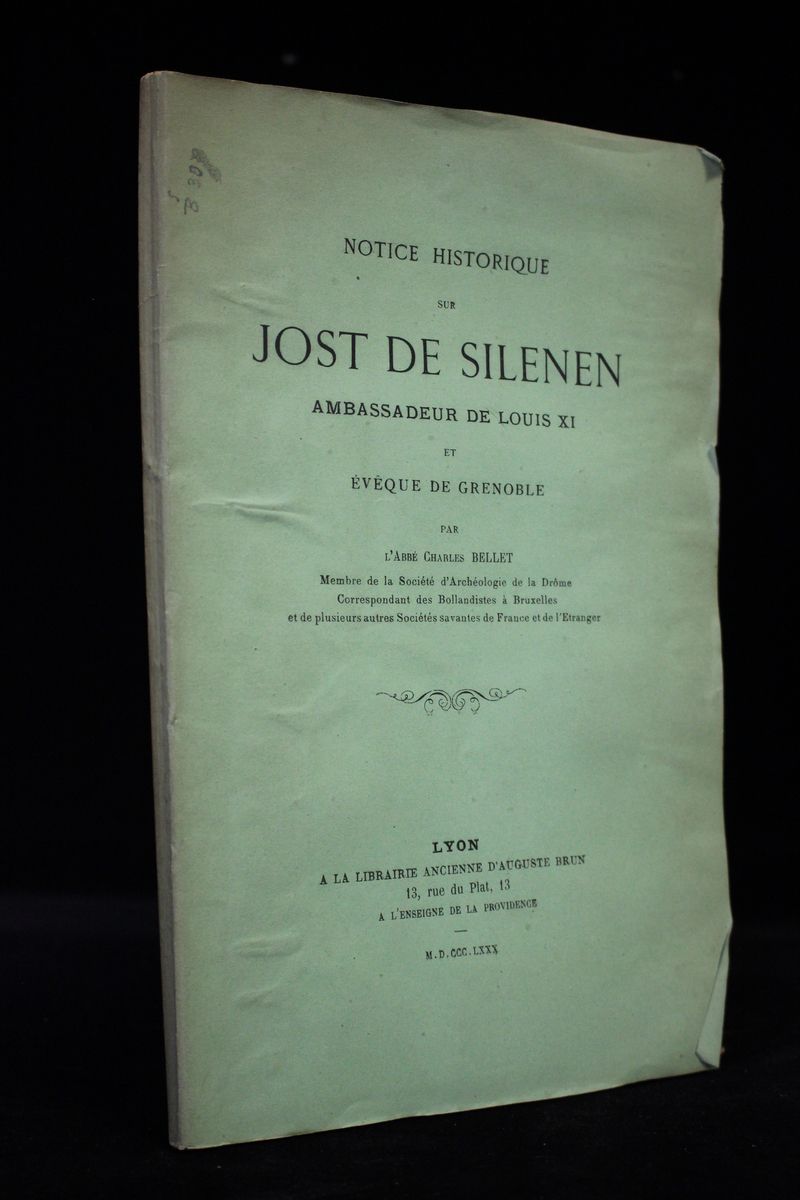 NOTICE HISTORIQUE
SUR
JOST DE SILENEN
AMBASSADEUR DE LOUIS XI
ET
ÉVÊQUE DE GRENOBLE
PAR
L'ABBÉ CHARLES BELLET
Membre de la Société d'Archéologie de la Drôme
Correspondant des Bollandistes à Bruxelles
et de plusieurs autres Sociétés savantes de France et de l'Etranger
LYON
A LA LIBRAIRIE ANCIENNE D'AUGUSTE BRUN
13, rue du Plat, 13
A L'ENSEIGNE DE LA PROVIDENCE
M.D.CCC.LXXX